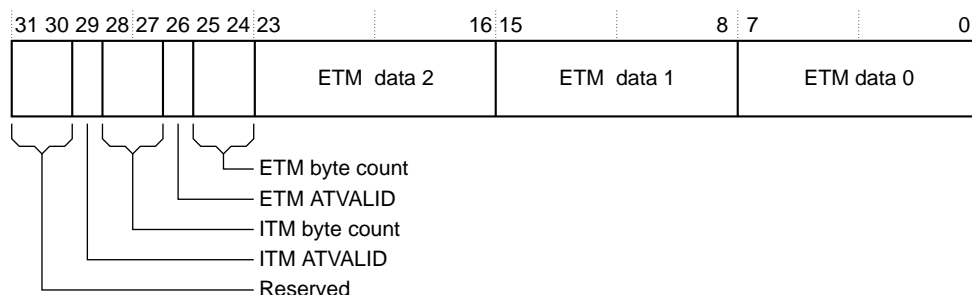 31 30 29 28 27 26 25 24 23 16 15 8 7 0
ETM data 2 ETM data 1 ETM data 0
ETM byte count
ETM ATVALID
ITM byte count
ITM ATVALID
Reserved